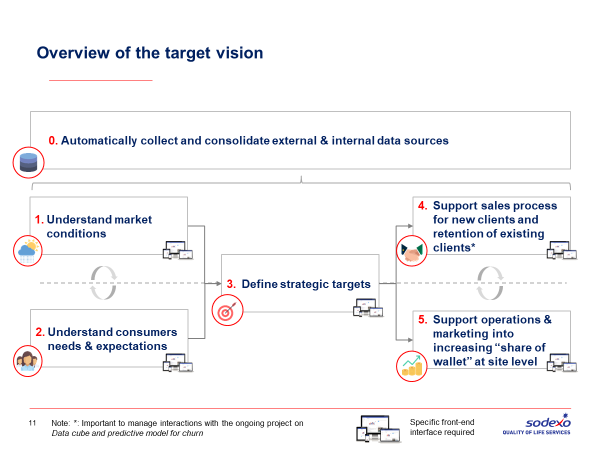 Overview of the target vision
0. Automatically collect and consolidate external & internal data sources
1. Understand market
conditions
2. Understand consumers
needs & expectations
3. Define strategic targets
4. Support sales process
for new clients and
retention of existing
clients*
5. Support operations &
marketing into
increasing “share of
wallet” at site level
11
Note: *: Important to manage interactions with the ongoing project on
Data cube and predictive model for churn
Specific front-end
interface required
sodexo
QUALITY OF LIFE SERVICES